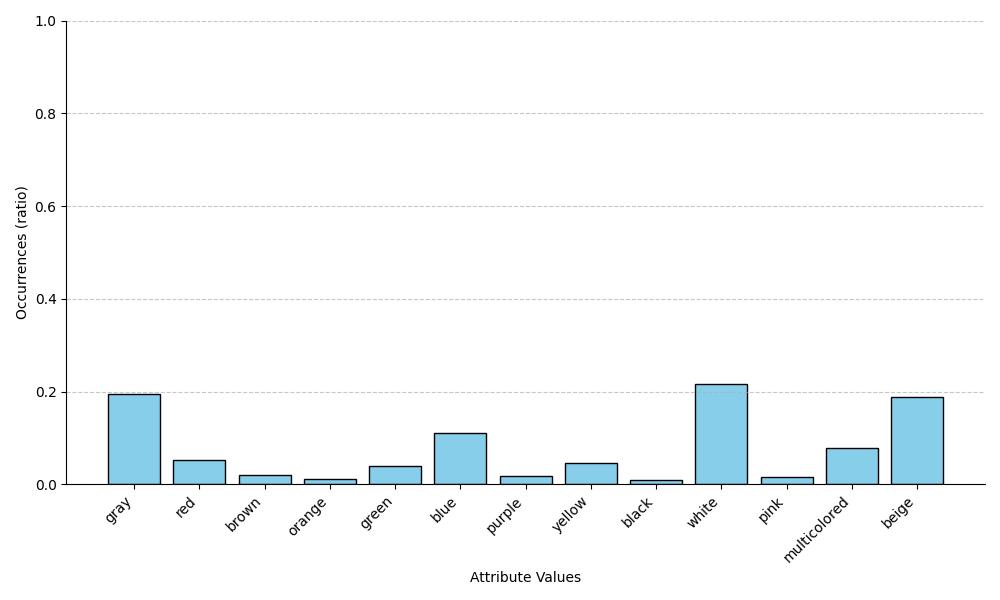 1.0
0.8
0.6
0.4
0.2
0.0
Occurrences (ratio)
gray
red
brown
orange
green
blue
purple
yellow
black
white
pink
multicolored
beige
Attribute Values